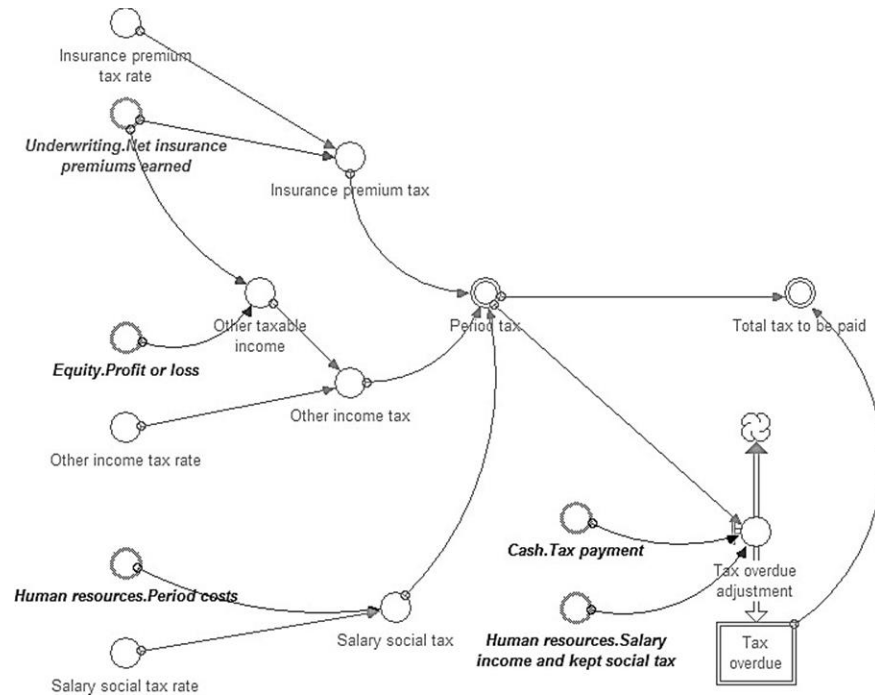 Insurance premium
tax rate
Underwriting.Net insurance
premiums earned
Insurance premium tax
Other taxable
income
Period tax
Total tax to be paid
Equity.Profit or loss
Other income tax
Other income tax rate
Cash.Tax payment
Tax overdue
adjustment
Human resources.Period costs
Salary social tax
Human resources.Salary
income and kept social tax
Tax
overdue
Salary social tax rate